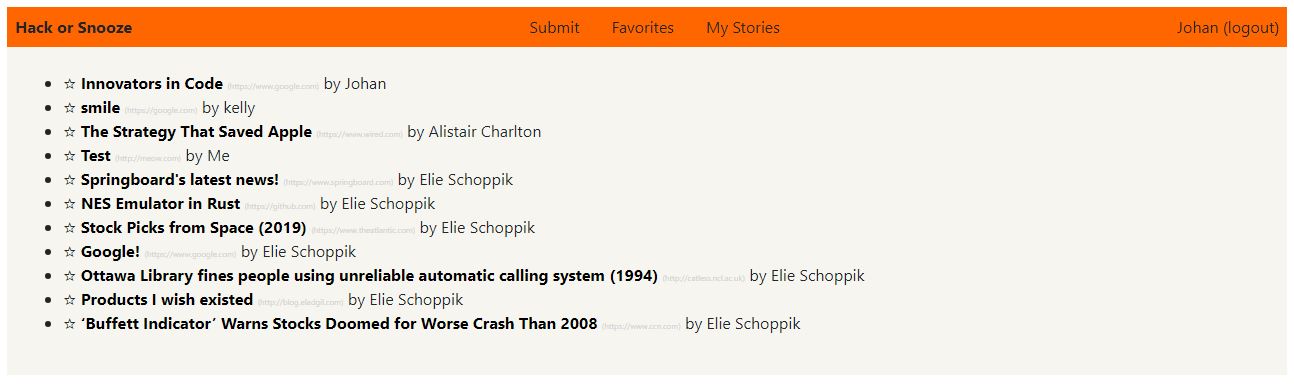 Hack or Snooze Submit Favorites My Stories Johan (logout)
☆ Innovators in Code (https://www.google.com) by Johan
☆ smile (https://google.com) by kelly
☆ The Strategy That Saved Apple (https://www.wired.com) by Alistair Charlton
☆ Test (http://meow.com) by Me
☆ Springboard's latest news! (https://www.springboard.com) by Elie Schoppik
☆ NES Emulator in Rust (https://github.com) by Elie Schoppik
☆ Stock Picks from Space (2019) (https://www.theatlantic.com) by Elie Schoppik
☆ Google! (https://www.google.com) by Elie Schoppik
☆ Ottawa Library fines people using unreliable automatic calling system (1994) (http://catless.ncl.ac.uk) by Elie Schoppik
☆ Products I wish existed (http://blog.eladgil.com) by Elie Schoppik
☆ ‘Buffett Indicator’ Warns Stocks Doomed for Worse Crash Than 2008 (https://www.ccn.com) by Elie Schoppik